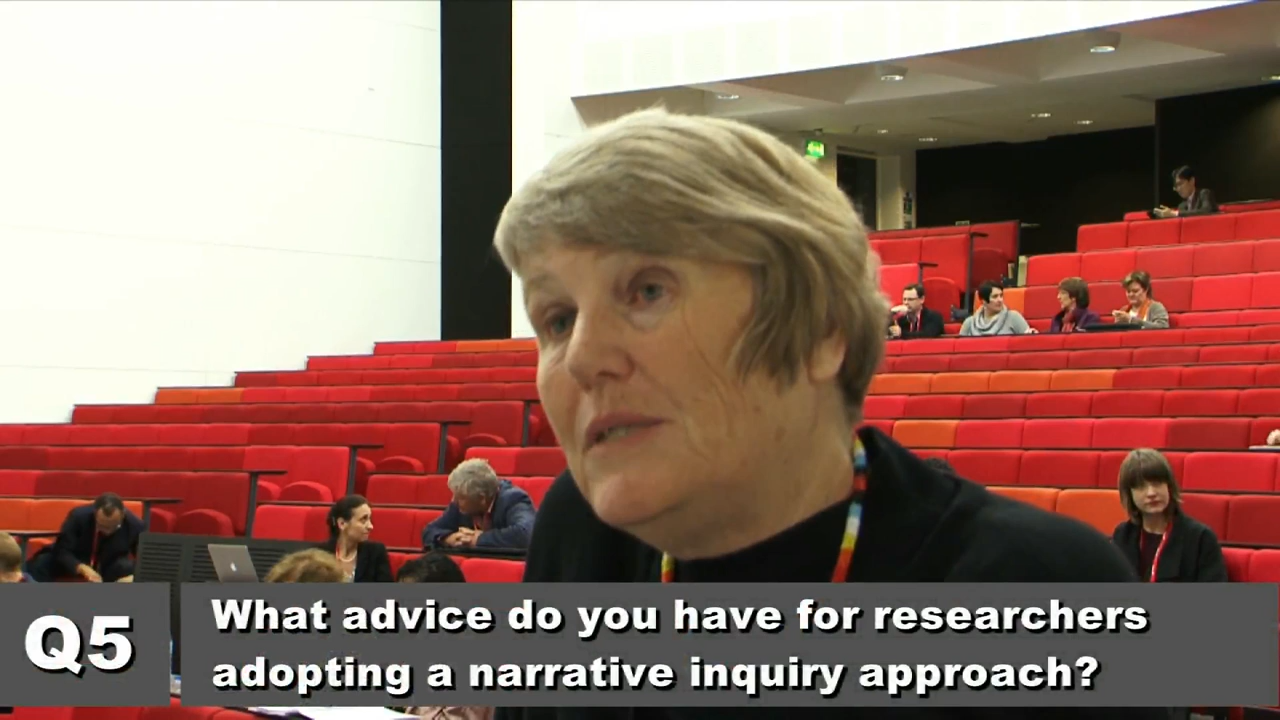 Q5
What advice do you have for researchers
adopting a narrative inquiry approach?